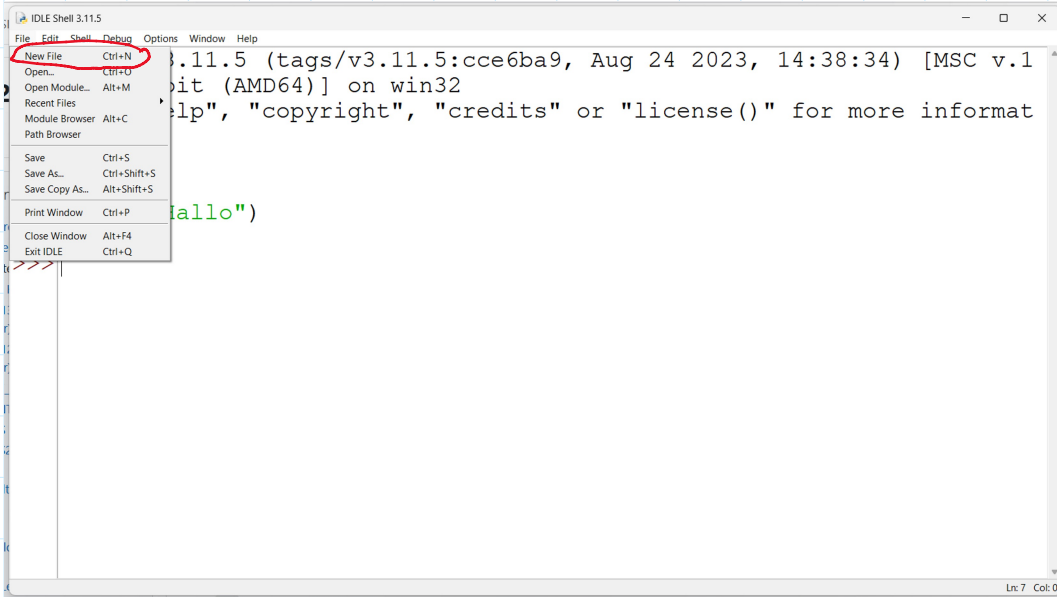 IDLE Shell 3.11.5
File Edit Shell Debug Options Window Help
New File Ctrl+N
Open... Ctrl+O
Open Module... Alt+M
Recent Files
Module Browser Alt+C
Path Browser
Save Ctrl+S
Save As... Ctrl+Shift+S
Save Copy As... Alt+Shift+S
Print Window Ctrl+P
Close Window Alt+F4
Exit IDLE Ctrl+Q
3.11.5 (tags/v3.11.5:cce6ba9, Aug 24 2023, 14:38:34) [MSC v.1
bit (AMD64)] on win32
elp", "copyright", "credits" or "license()" for more informat
Hallo")
>>>
Ln: 7 Col: 0